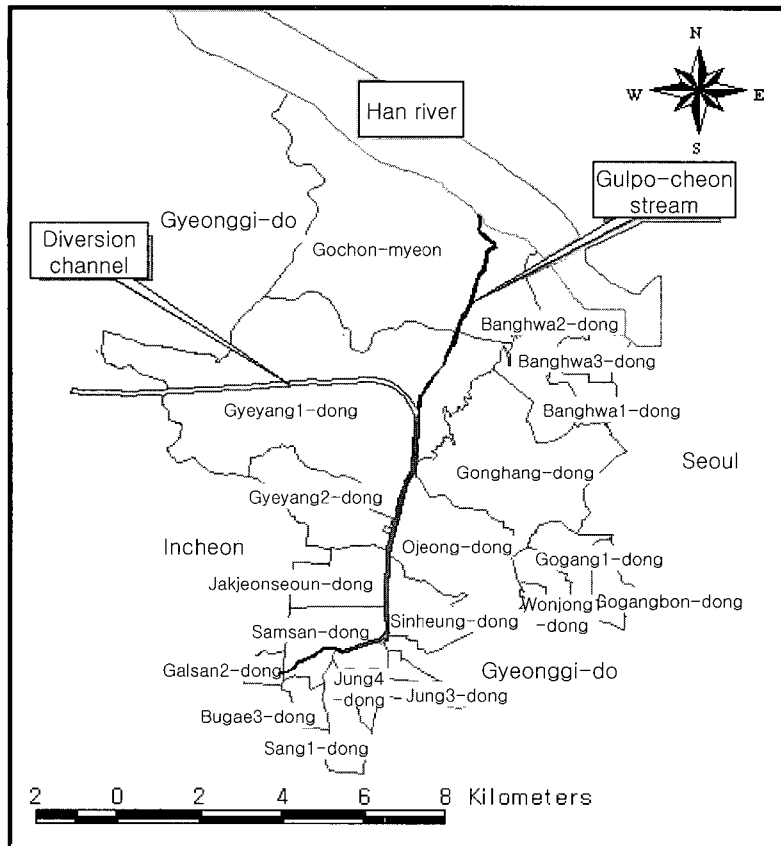 N
W
E
S
Han river
Gulpo-cheon
stream
Gyeonggi-do
Diversion
channel
Gochon-myeon
Banghwa2-dong
Banghwa3-dong
Gyeyang1-dong
Banghwa1-dong
Seoul
Gonghang-dong
Gyeyang2-dong
Incheon
Ojeong-dong
Gogang1-dong
Jakjeonseoun-dong
Wonjong1
-dong
Gogangbon-dong
Samsan-dong
Sinheung-dong
Galsan2-dong
Gyeonggi-do
Jung4
-dong
Jung3-dong
Bugae3-dong
Sang1-dong
2 0 2 4 6 8 Kilometers